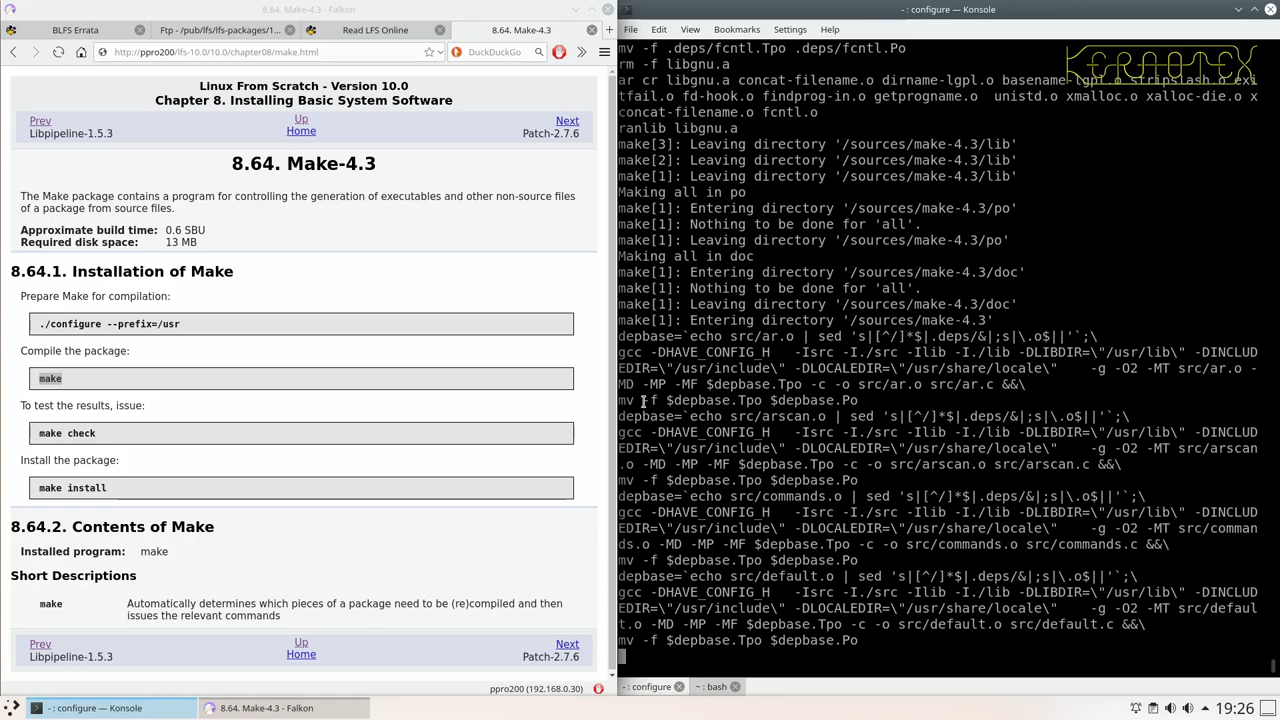 8.64. Make-4.3 — Falkon
BLFS Errata
Ftp - /pub/lfs/lfs-packages/1...
Read LFS Online
8.64. Make-4.3
http://ppro200/lfs-10.0/10.0/chapter08/make.html
DuckDuckGo
Linux From Scratch - Version 10.0
Chapter 8. Installing Basic System Software
Prev
Up
Next
Libpipeline-1.5.3
Home
Patch-2.7.6
8.64. Make-4.3
The Make package contains a program for controlling the generation of executables and other non-source files
of a package from source files.
Approximate build time: 0.6 SBU
Required disk space: 13 MB
8.64.1. Installation of Make
Prepare Make for compilation:
./configure --prefix=/usr
Compile the package:
make
To test the results, issue:
make check
Install the package:
make install
8.64.2. Contents of Make
Installed program: make
Short Descriptions
make
Automatically determines which pieces of a package need to be (re)compiled and then
issues the relevant commands
Prev
Up
Next
Libpipeline-1.5.3
Home
Patch-2.7.6
ppro200 (192.168.0.30)
- : configure — Konsole
File Edit View Bookmarks Settings Help
KERNOTEX
mv -f .deps/fcntl.Tpo .deps/fcntl.Po
rm -f libgnu.a
ar cr libgnu.a concat-filename.o dirname-lgpl.o basename-lgpl.o stripslash.o exi
tfail.o fd-hook.o findprog-in.o getprogname.o  unistd.o xmalloc.o xalloc-die.o x
concat-filename.o fcntl.o
ranlib libgnu.a
make[3]: Leaving directory '/sources/make-4.3/lib'
make[2]: Leaving directory '/sources/make-4.3/lib'
make[1]: Leaving directory '/sources/make-4.3/lib'
Making all in po
make[1]: Entering directory '/sources/make-4.3/po'
make[1]: Nothing to be done for 'all'.
make[1]: Leaving directory '/sources/make-4.3/po'
Making all in doc
make[1]: Entering directory '/sources/make-4.3/doc'
make[1]: Nothing to be done for 'all'.
make[1]: Leaving directory '/sources/make-4.3/doc'
make[1]: Entering directory '/sources/make-4.3'
depbase=`echo src/ar.o | sed 's|[^/]*$|.deps/&|;s|\.o$||'`;\
gcc -DHAVE_CONFIG_H   -Isrc -I./src -Ilib -I./lib -DLIBDIR=\"/usr/lib\" -DINCLUD
EDIR=\"/usr/include\" -DLOCALEDIR=\"/usr/share/locale\"    -g -O2 -MT src/ar.o -
MD -MP -MF $depbase.Tpo -c -o src/ar.o src/ar.c &&\
mv -f $depbase.Tpo $depbase.Po
depbase=`echo src/arscan.o | sed 's|[^/]*$|.deps/&|;s|\.o$||'`;\
gcc -DHAVE_CONFIG_H   -Isrc -I./src -Ilib -I./lib -DLIBDIR=\"/usr/lib\" -DINCLUD
EDIR=\"/usr/include\" -DLOCALEDIR=\"/usr/share/locale\"    -g -O2 -MT src/arscan
.o -MD -MP -MF $depbase.Tpo -c -o src/arscan.o src/arscan.c &&\
mv -f $depbase.Tpo $depbase.Po
depbase=`echo src/commands.o | sed 's|[^/]*$|.deps/&|;s|\.o$||'`;\
gcc -DHAVE_CONFIG_H   -Isrc -I./src -Ilib -I./lib -DLIBDIR=\"/usr/lib\" -DINCLUD
EDIR=\"/usr/include\" -DLOCALEDIR=\"/usr/share/locale\"    -g -O2 -MT src/comman
ds.o -MD -MP -MF $depbase.Tpo -c -o src/commands.o src/commands.c &&\
mv -f $depbase.Tpo $depbase.Po
depbase=`echo src/default.o | sed 's|[^/]*$|.deps/&|;s|\.o$||'`;\
gcc -DHAVE_CONFIG_H   -Isrc -I./src -Ilib -I./lib -DLIBDIR=\"/usr/lib\" -DINCLUD
EDIR=\"/usr/include\" -DLOCALEDIR=\"/usr/share/locale\"    -g -O2 -MT src/defaul
t.o -MD -MP -MF $depbase.Tpo -c -o src/default.o src/default.c &&\
mv -f $depbase.Tpo $depbase.Po
- : configure
~ : bash
- : configure — Konsole
8.64. Make-4.3 — Falkon
19:26